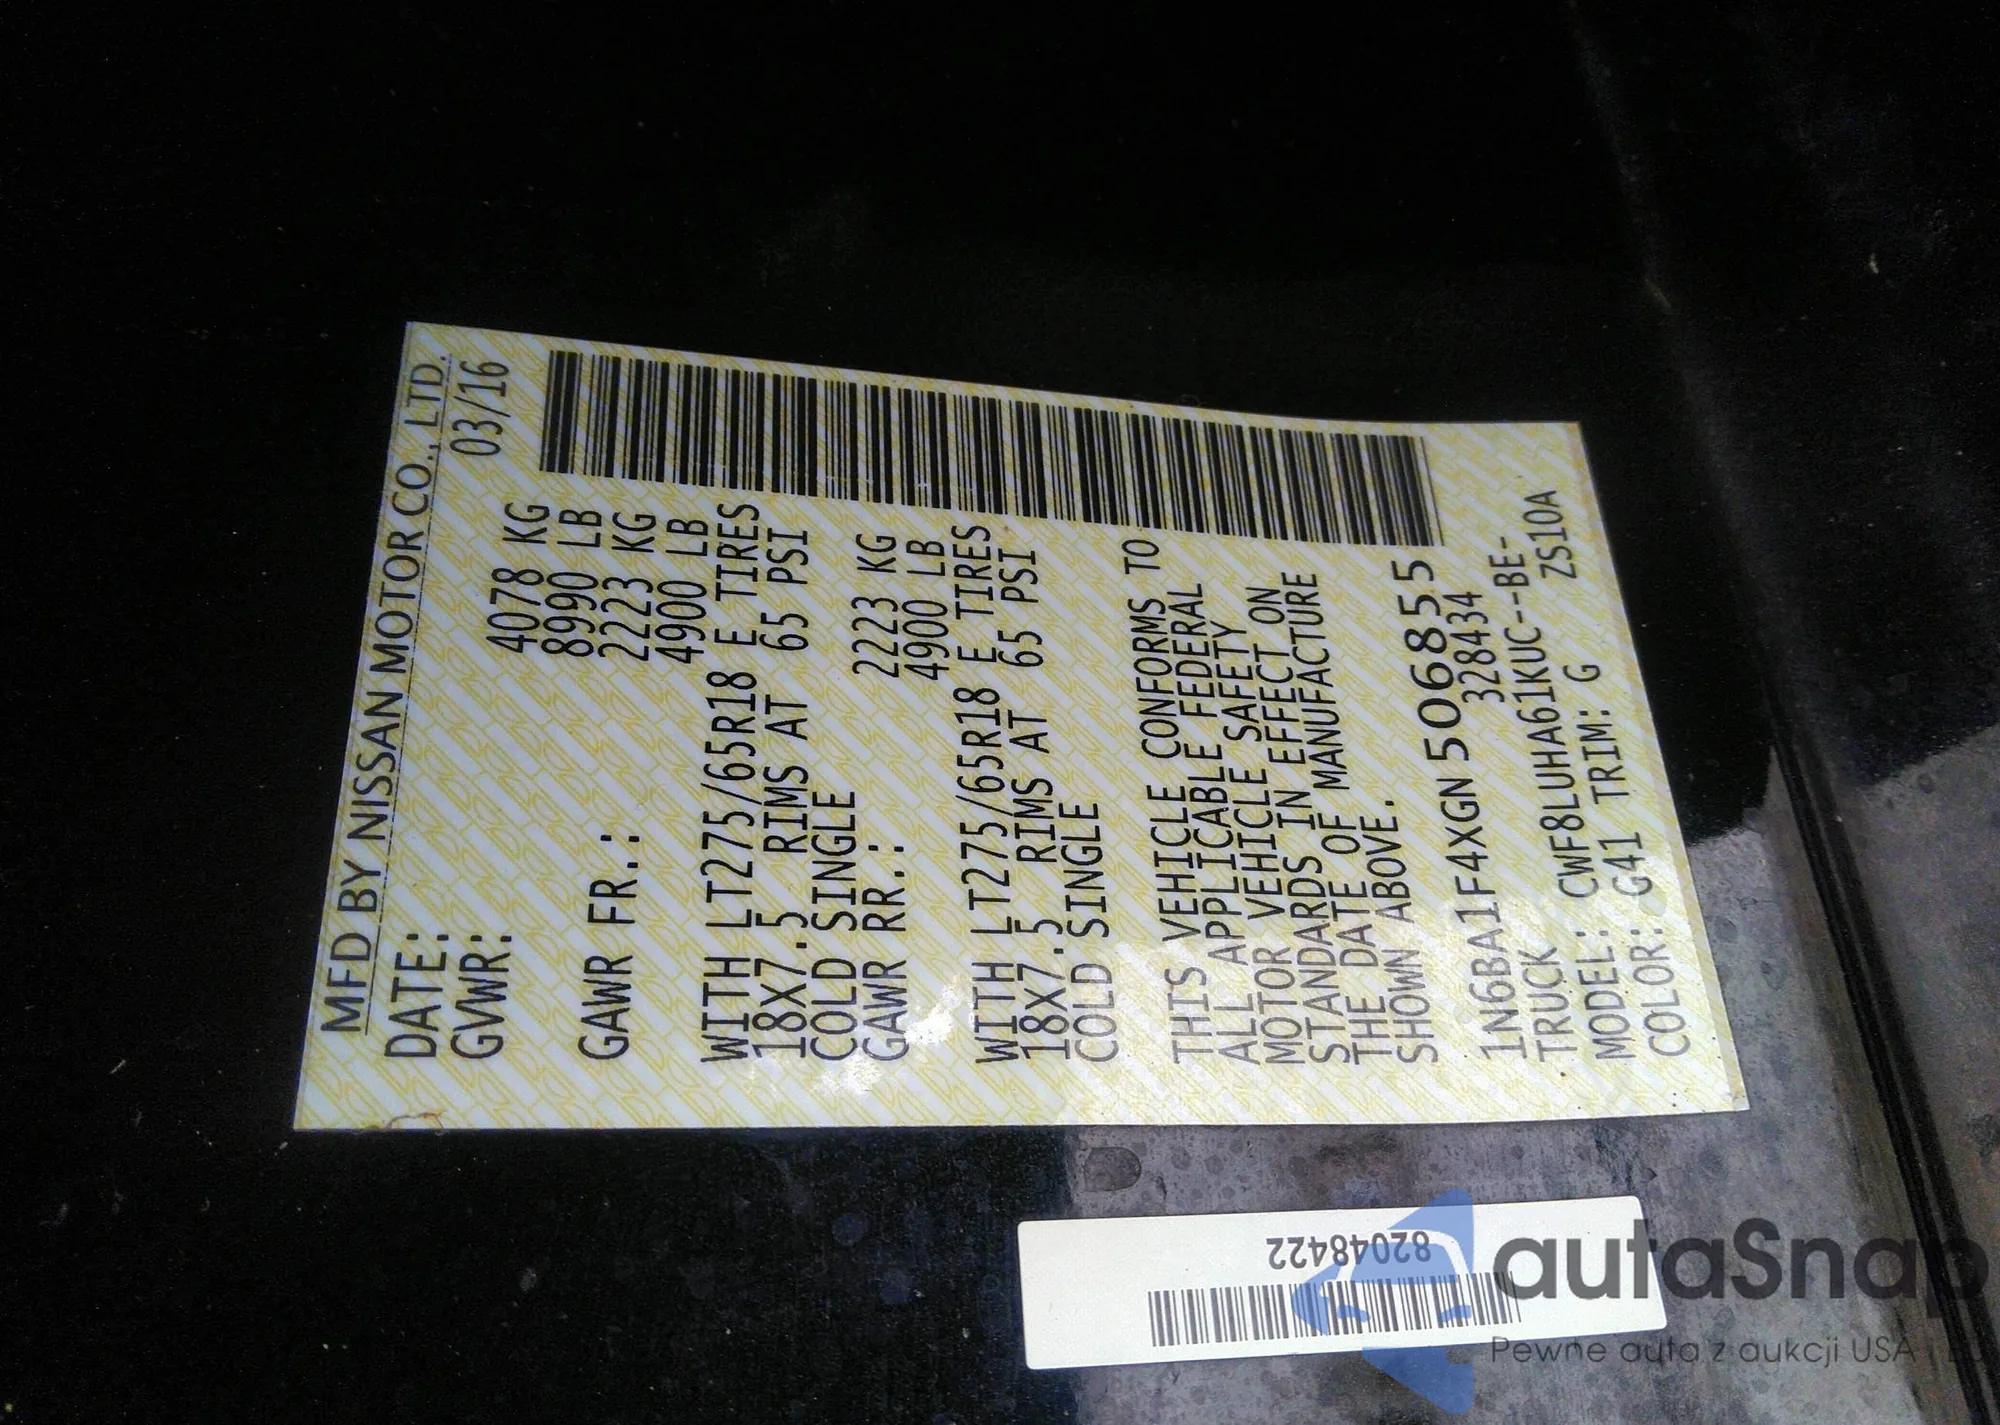 MFD BY NISSAN MOTOR CO., LTD.
DATE: 03/16
GVWR: 4078 KG
8990 LB
GAWR FR.: 2223 KG
4900 LB
WITH LT275/65R18 E TIRES
18X7.5 RIMS AT 65 PSI
COLD SINGLE
GAWR RR.: 2223 KG
4900 LB
WITH LT275/65R18 E TIRES
18X7.5 RIMS AT 65 PSI
COLD SINGLE
THIS VEHICLE CONFORMS TO
ALL APPLICABLE FEDERAL
MOTOR VEHICLE SAFETY
STANDARDS IN EFFECT ON
THE DATE OF MANUFACTURE
SHOWN ABOVE.
1N6BA1F4XGN506855
TRUCK 328434
MODEL: CWF8LUHA61KUC--BE-
COLOR: G41 TRIM: G ZS10A
82048422
autaSnap
Pewne auta z aukcji USA i EU